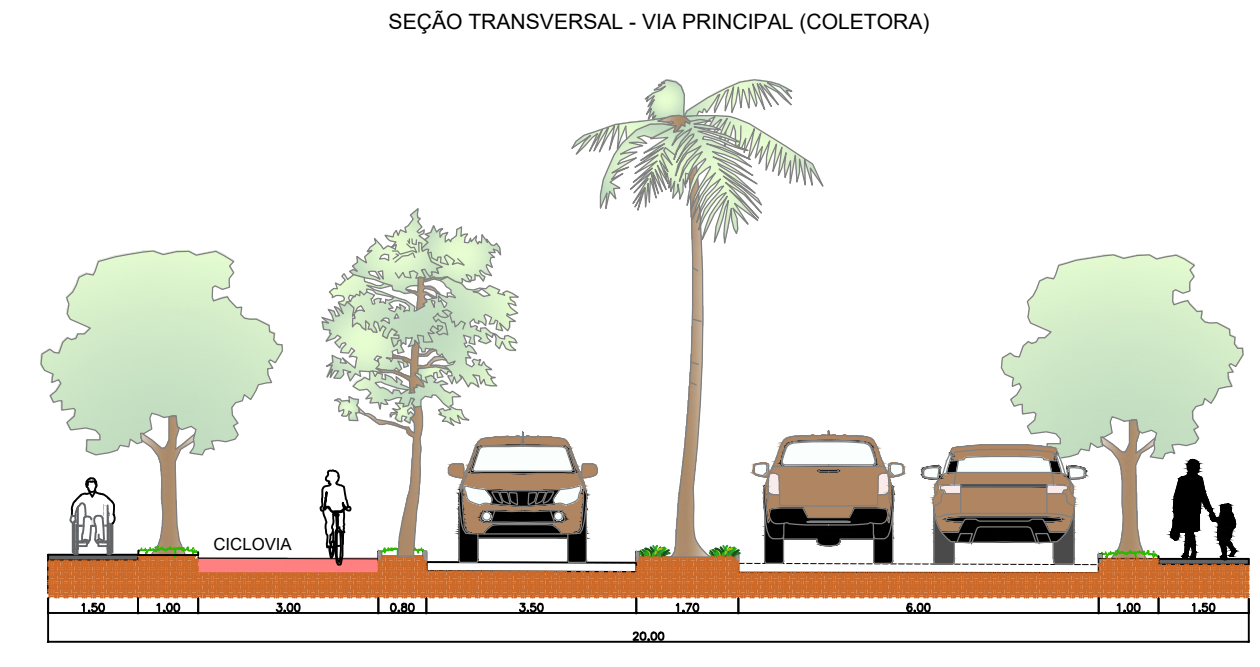 SEÇÃO TRANSVERSAL - VIA PRINCIPAL (COLETORA)
CICLOVIA
1.50 1.00 3.00 0.80 3.50 1.70 6.00 1.00 1.50
20.00